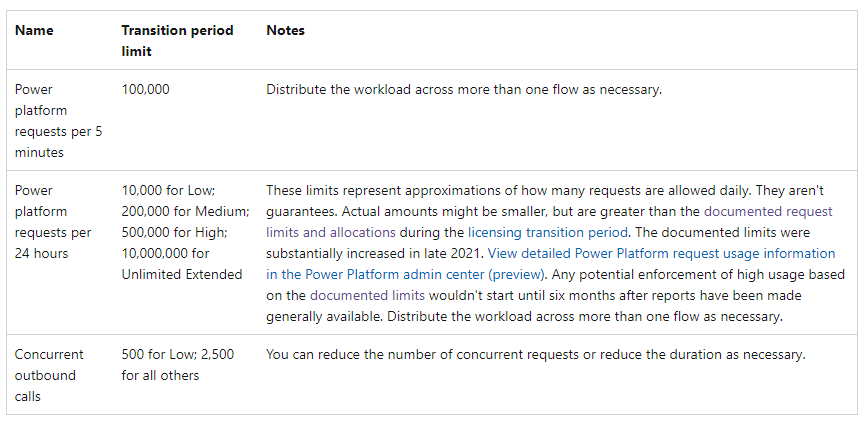 Name
Transition period
limit
Notes
Power
platform
requests per 5
minutes
100,000
Distribute the workload across more than one flow as necessary.
Power
platform
requests per
24 hours
10,000 for Low;
200,000 for Medium;
500,000 for High;
10,000,000 for
Unlimited Extended
These limits represent approximations of how many requests are allowed daily. They aren't
guarantees. Actual amounts might be smaller, but are greater than the documented request
limits and allocations during the licensing transition period. The documented limits were
substantially increased in late 2021. View detailed Power Platform request usage information
in the Power Platform admin center (preview). Any potential enforcement of high usage based
on the documented limits wouldn't start until six months after reports have been made
generally available. Distribute the workload across more than one flow as necessary.
Concurrent
outbound
calls
500 for Low; 2,500
for all others
You can reduce the number of concurrent requests or reduce the duration as necessary.